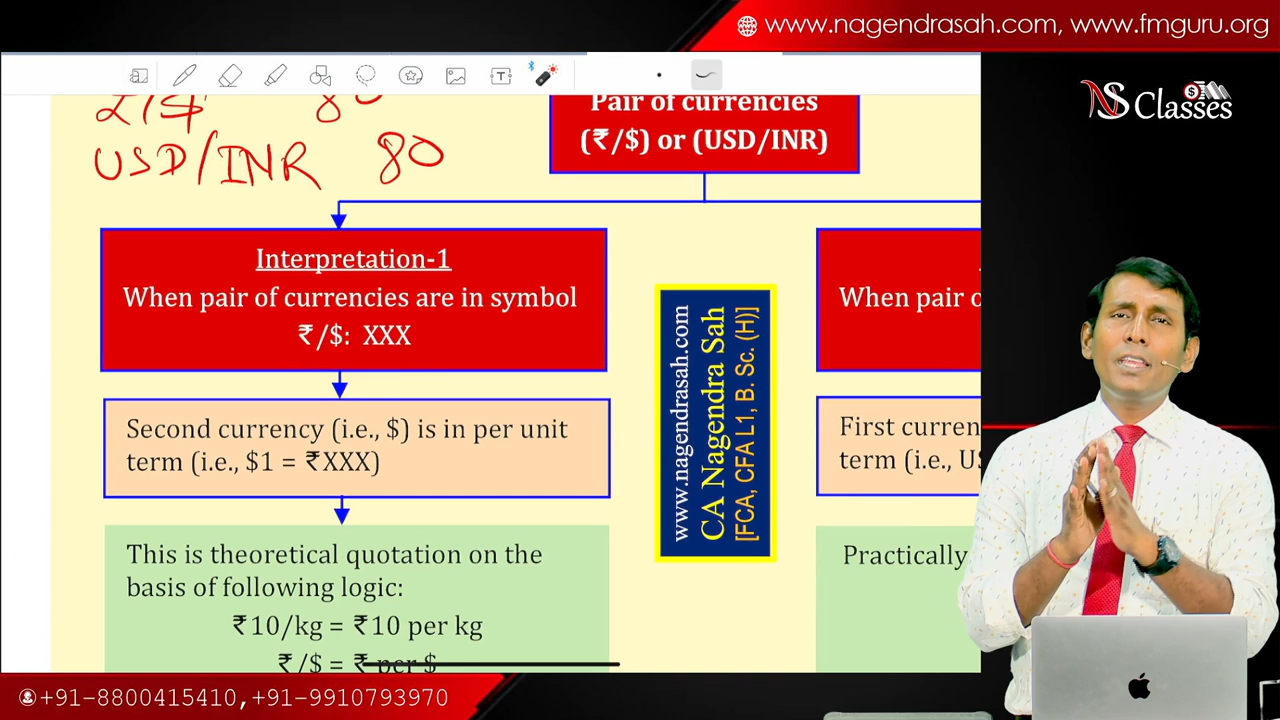 www.nagendrasah.com, www.fmguru.org
NS Classes
₹/$ 80
USD/INR 80
Pair of currencies
(₹/$) or (USD/INR)
Interpretation-1
When pair of currencies are in symbol
₹/$: XXX
Second currency (i.e., $) is in per unit
term (i.e., $1 = ₹XXX)
This is theoretical quotation on the
basis of following logic:
₹10/kg = ₹10 per kg
₹/$ = ₹ per $
www.nagendrasah.com
CA Nagendra Sah
[FCA, CFA L1, B. Sc. (H)]
When pair
First curren
term (i.e., U
Practically
+91-8800415410,+91-9910793970